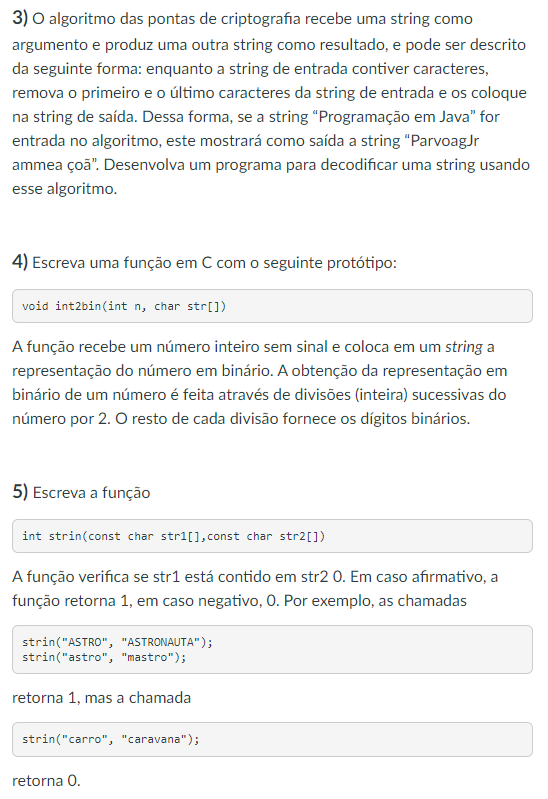 3) O algoritmo das pontas de criptografia recebe uma string como
argumento e produz uma outra string como resultado, e pode ser descrito
da seguinte forma: enquanto a string de entrada contiver caracteres,
remova o primeiro e o último caracteres da string de entrada e os coloque
na string de saída. Dessa forma, se a string “Programação em Java” for
entrada no algoritmo, este mostrará como saída a string “ParvoagJr
ammea çoã”. Desenvolva um programa para decodificar uma string usando
esse algoritmo.
4) Escreva uma função em C com o seguinte protótipo:
void int2bin(int n, char str[])
A função recebe um número inteiro sem sinal e coloca em um string a
representação do número em binário. A obtenção da representação em
binário de um número é feita através de divisões (inteira) sucessivas do
número por 2. O resto de cada divisão fornece os dígitos binários.
5) Escreva a função
int strin(const char str1[],const char str2[])
A função verifica se str1 está contido em str2 0. Em caso afirmativo, a
função retorna 1, em caso negativo, 0. Por exemplo, as chamadas
strin("ASTRO", "ASTRONAUTA");
strin("astro", "mastro");
retorna 1, mas a chamada
strin("carro", "caravana");
retorna 0.